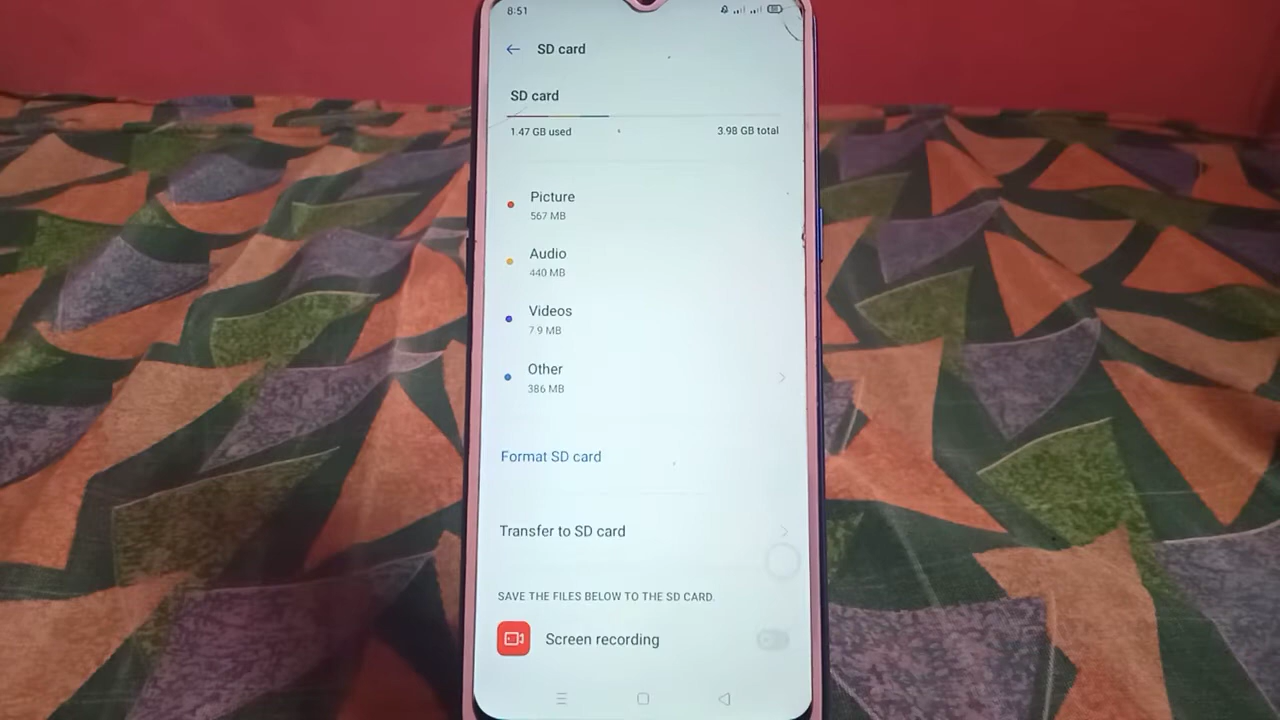 8:51
SD card
SD card
1.47 GB used 3.98 GB total
Picture
567 MB
Audio
440 MB
Videos
7.9 MB
Other
386 MB
Format SD card
Transfer to SD card
SAVE THE FILES BELOW TO THE SD CARD.
Screen recording